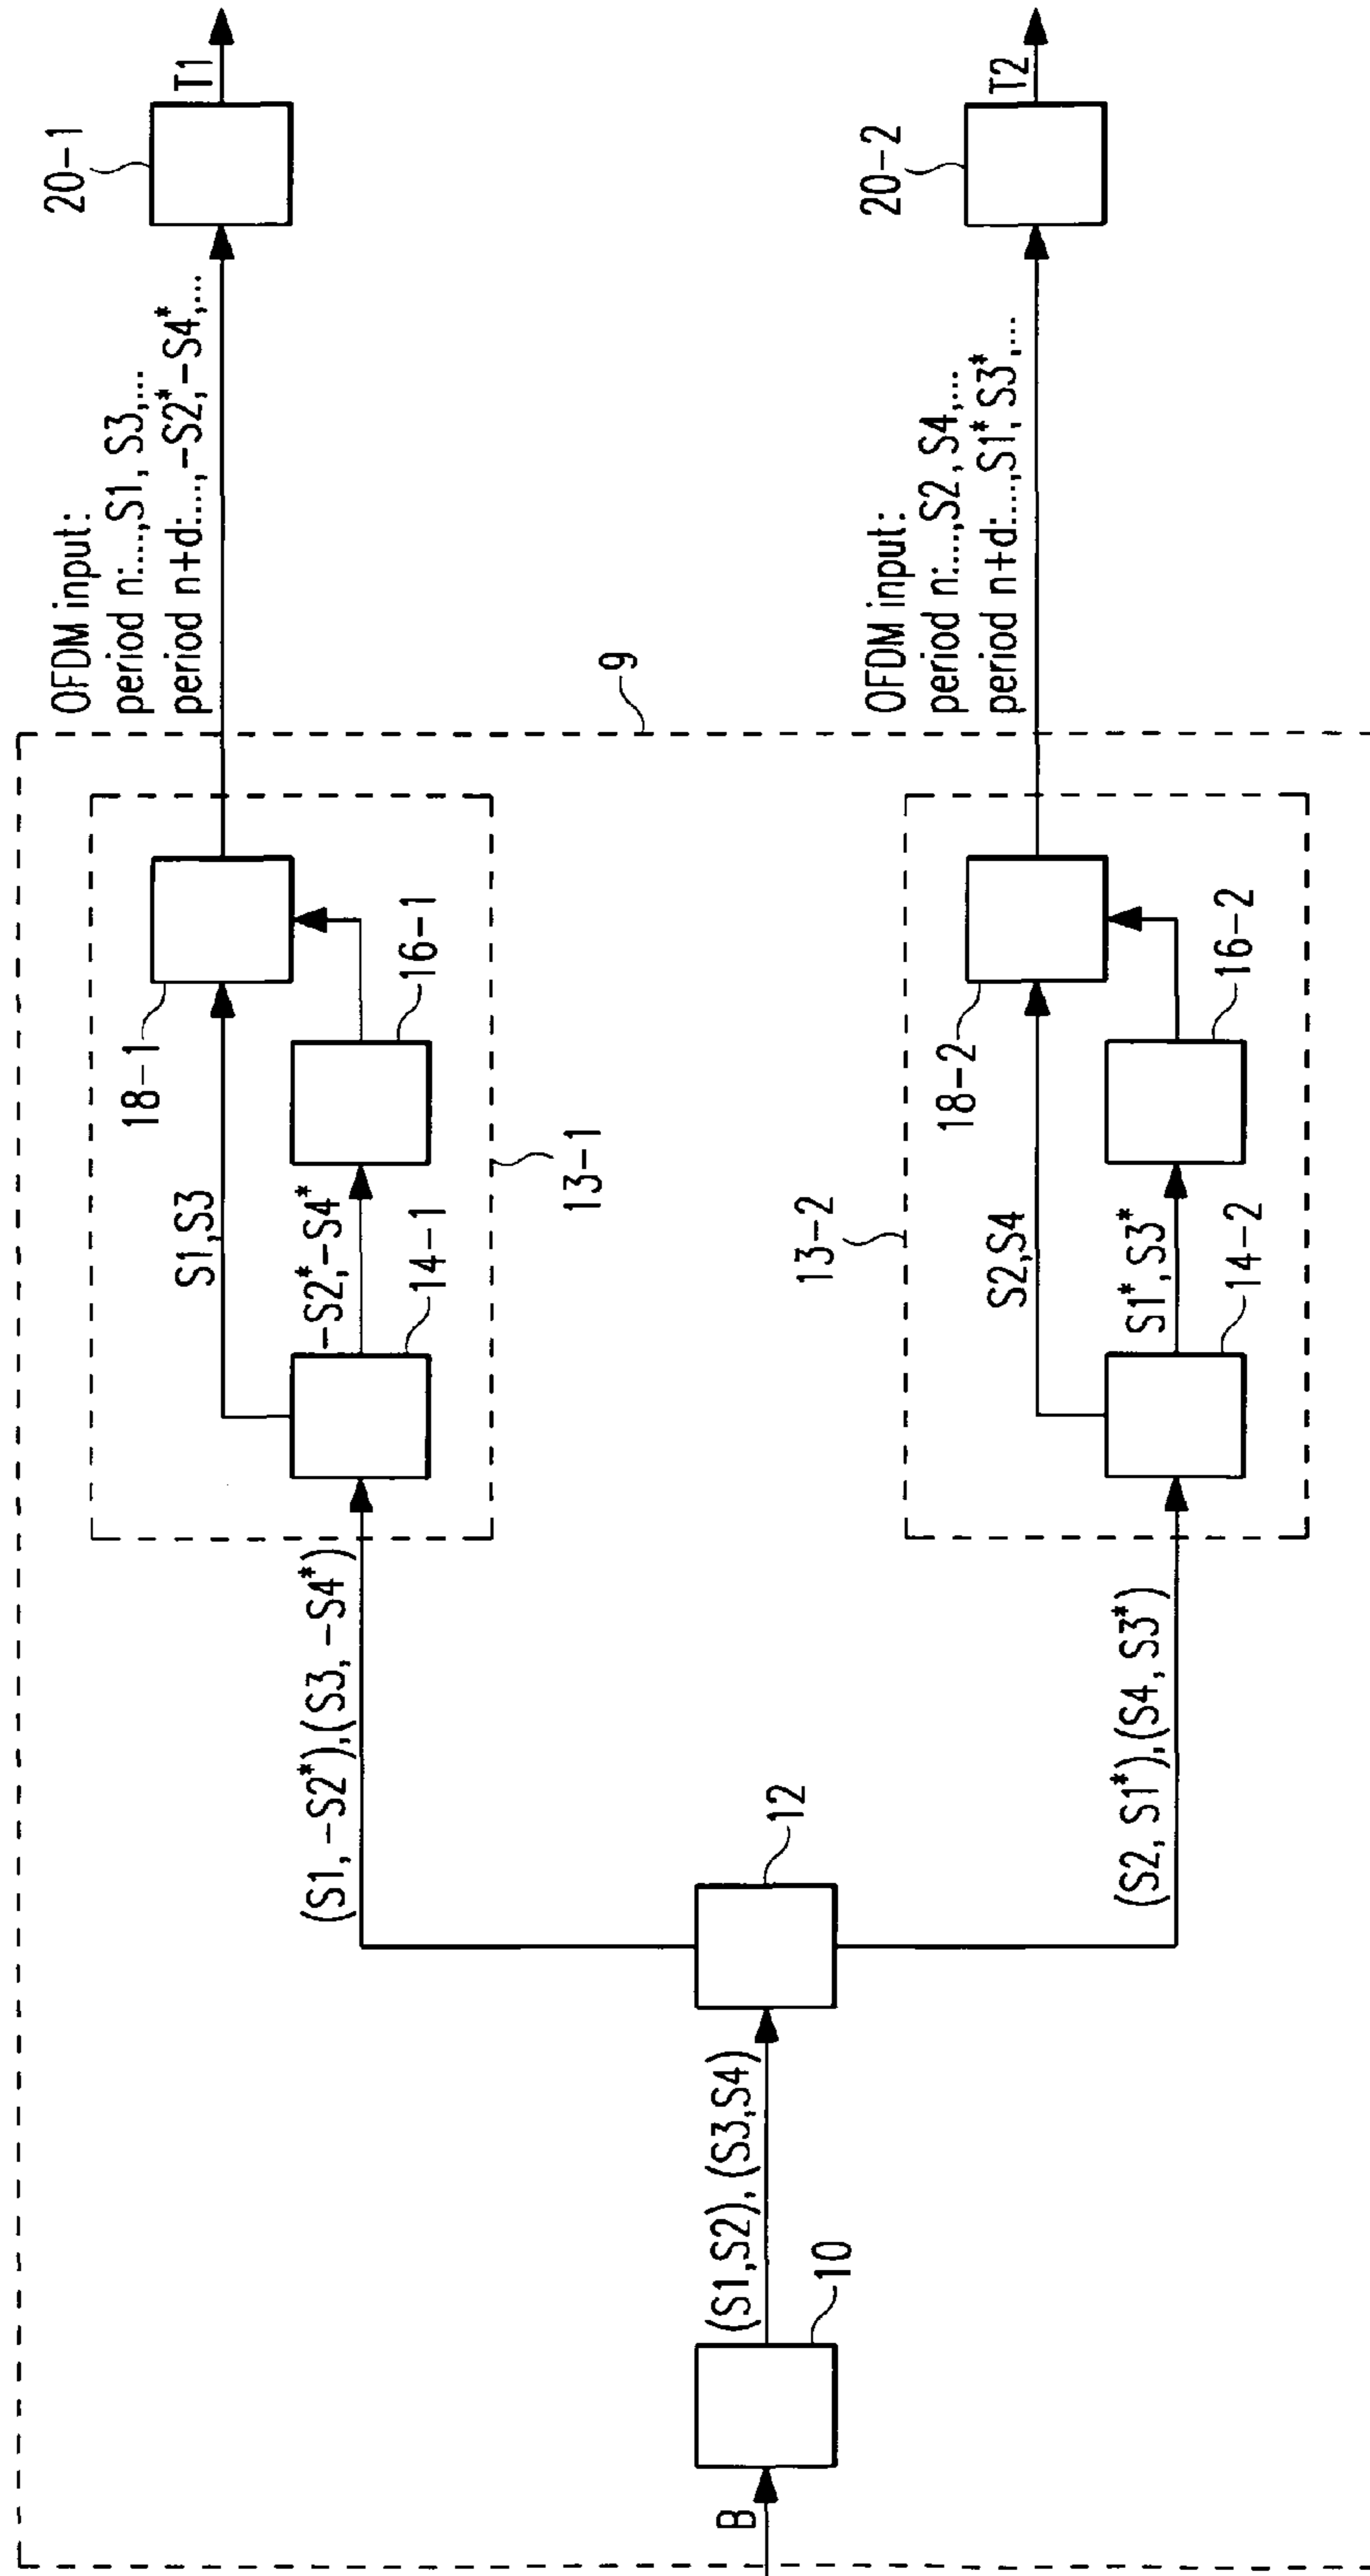 B
10
(S1,S2),(S3,S4)
12
(S1,-S2*),(S3,-S4*)
(S2,S1*),(S4,S3*)
S1,S3
-S2*,-S4*
14-1
16-1
18-1
13-1
S2,S4
S1*,S3*
14-2
16-2
18-2
13-2
9
OFDM input:
period n:...,S1,S3,...
period n+d:...,-S2*,-S4*,...
OFDM input:
period n:...,S2,S4,...
period n+d:...,S1*,S3*,...
20-1
T1
20-2
T2